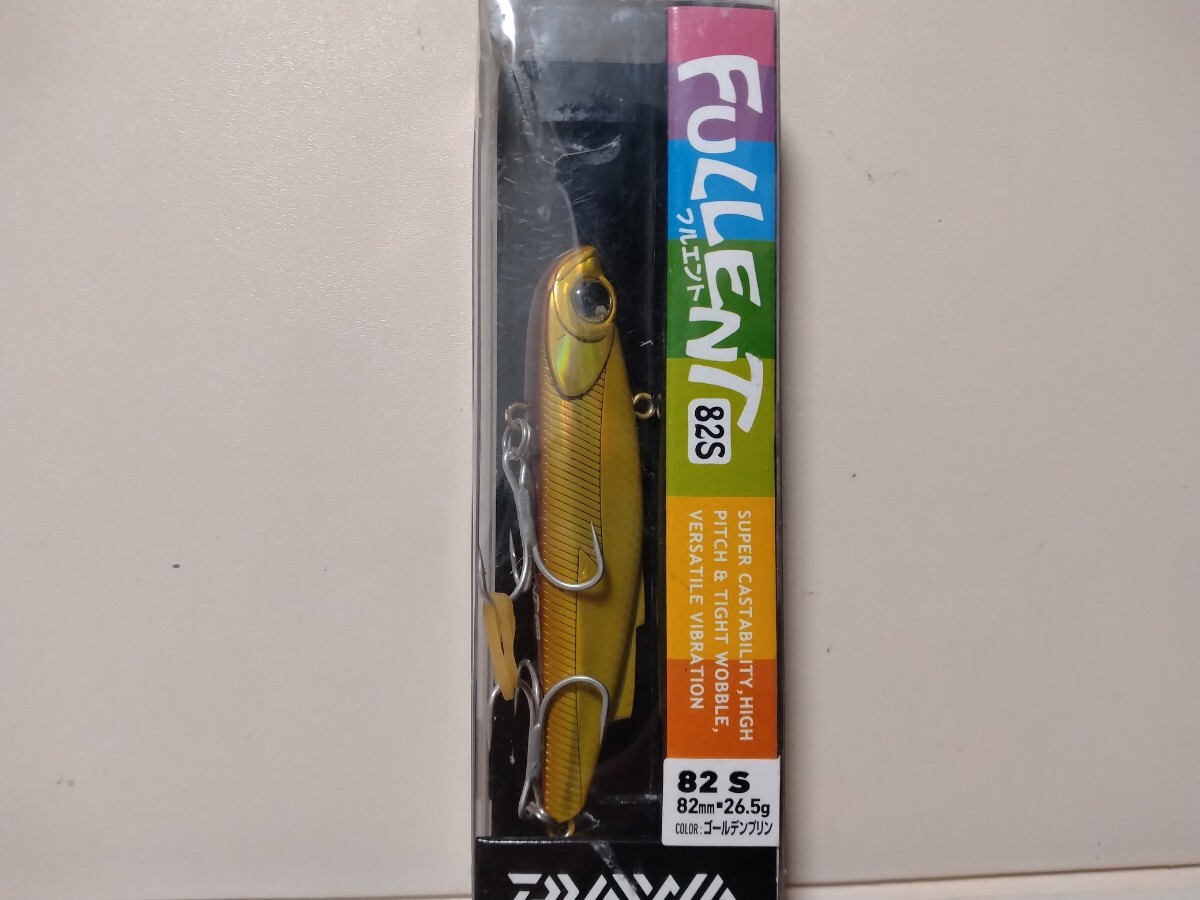 FULLENT
フルエント
82S
SUPER CASTABILITY,HIGH
PITCH & TIGHT WOBBLE,
VERSATILE VIBRATION
82 S
82mm▪26.5g
COLOR:ゴールデンプリン
DAIWA